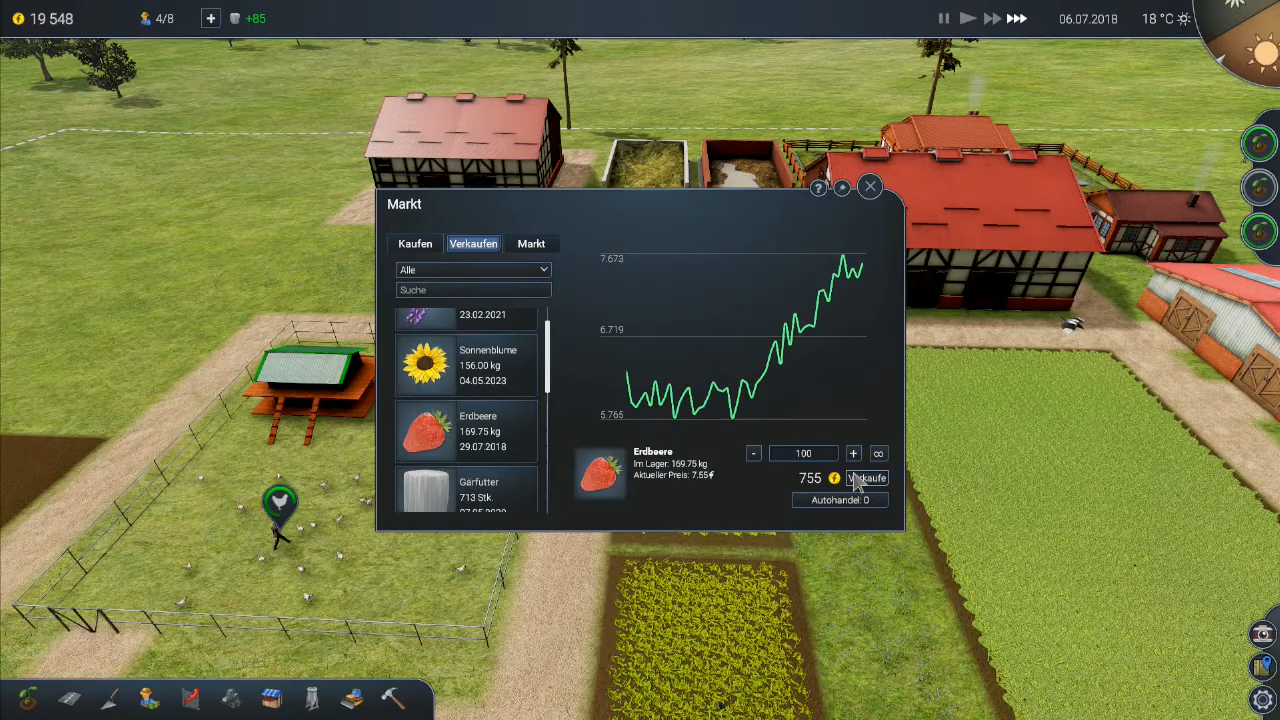 19 548
4/8
+
+85
06.07.2018
18 °C
Markt
?
Kaufen
Verkaufen
Markt
Alle
Suche
23.02.2021
Sonnenblume
156.00 kg
04.05.2023
Erdbeere
169.75 kg
29.07.2018
Gärfutter
713 Stk.
7.673
6.719
5.765
Erdbeere
Im Lager: 169.75 kg
Aktueller Preis: 7.55
- 100 + ∞
755
Autohandel: 0